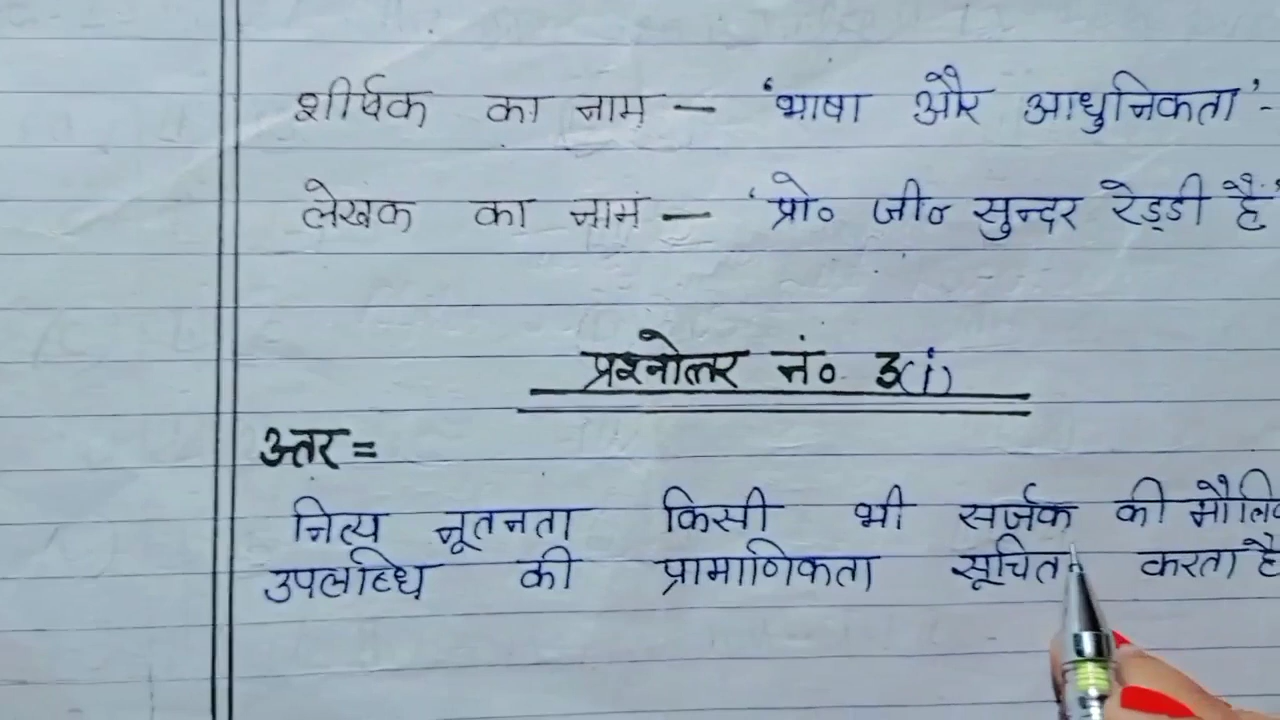 शीर्षक का नाम — 'भाषा और आधुनिकता' -
लेखक का नाम — 'प्रो० जी० सुन्दर रेड्डी है'
प्रश्नोत्तर नं० 3(i)
उत्तर =
नित्य नूतनता किसी भी सर्जक की मौलि
उपलब्धि की प्रामाणिकता सूचित करता है